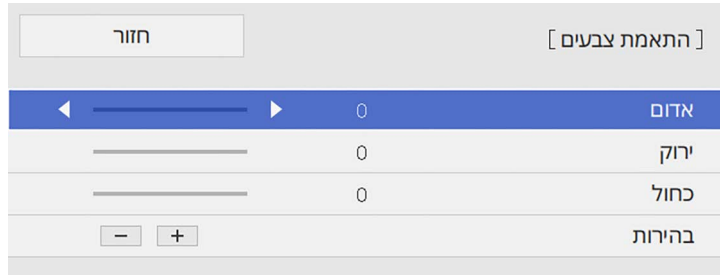 [ התאמת צבעים ]
חזור
אדום 0
ירוק 0
כחול 0
בהירות + −